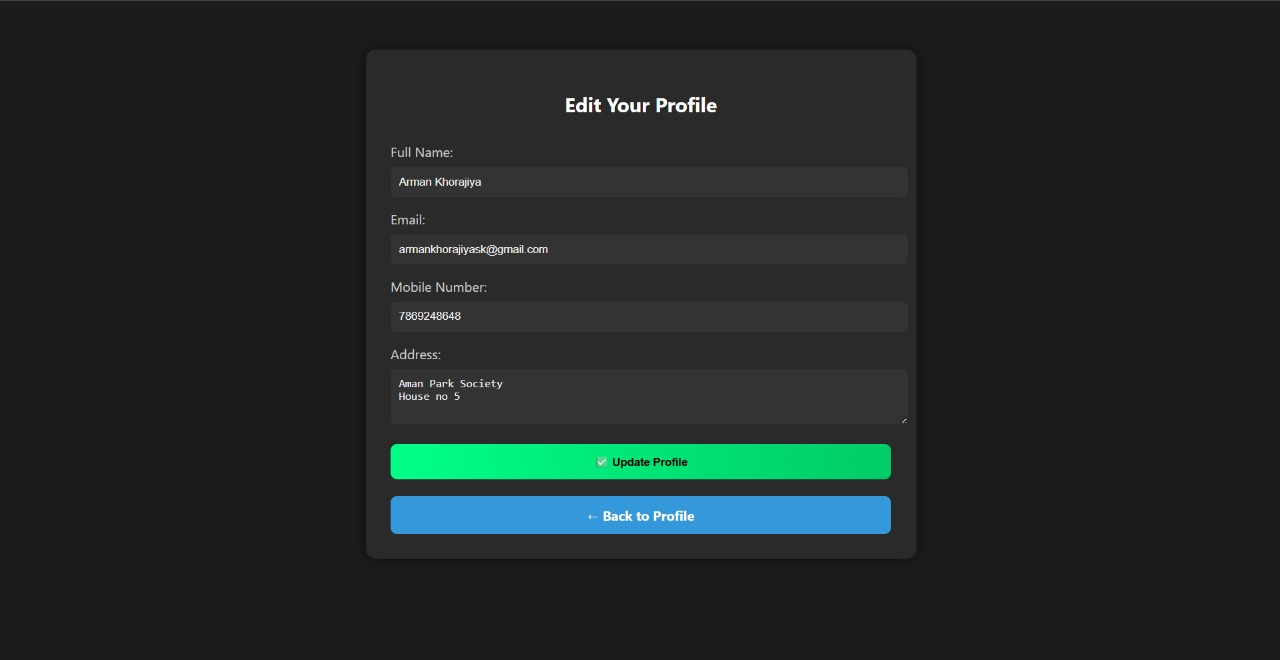 Edit Your Profile
Full Name:
Arman Khorajiya
Email:
armankhorajiyask@gmail.com
Mobile Number:
7869248648
Address:
Aman Park Society
House no 5
✅ Update Profile
← Back to Profile